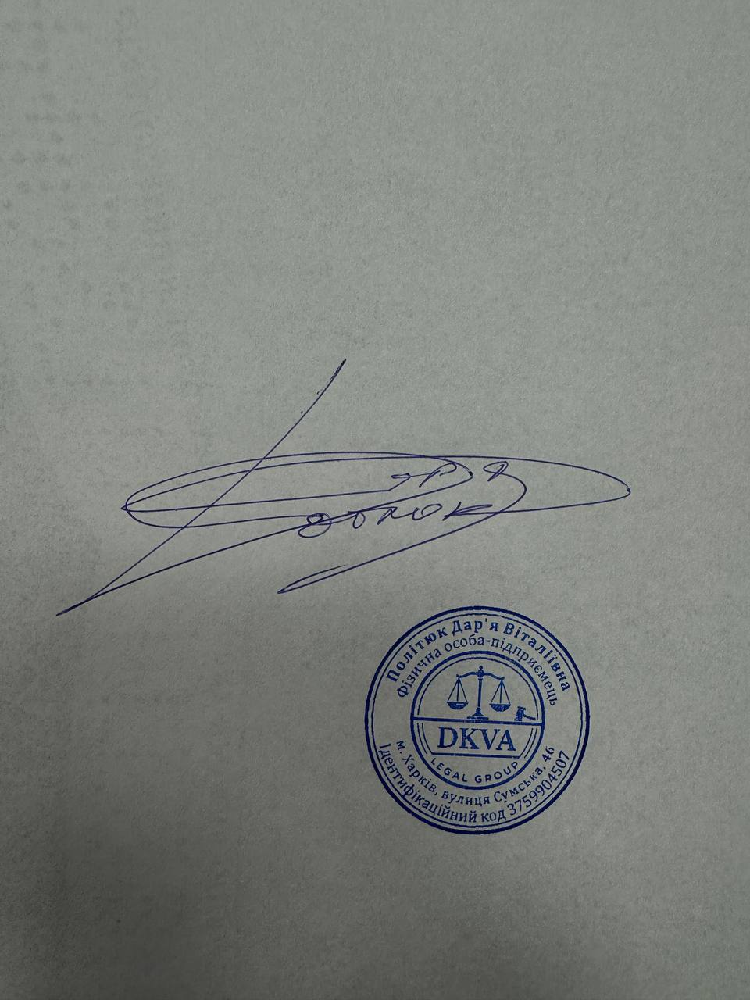 Політюк Дар'я Віталіївна
Фізична особа-підприємець
DKVA
LEGAL GROUP
м. Харків, вулиця Сумська, 46
Ідентифікаційний код 3759904507